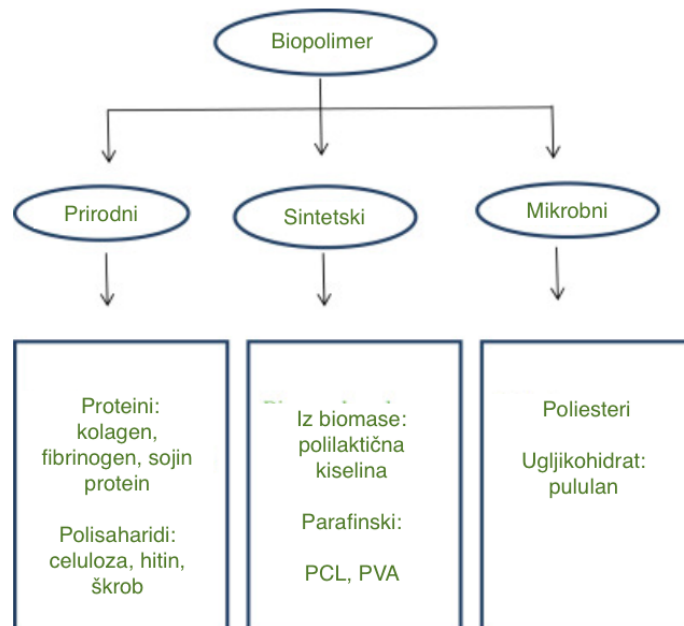 Biopolimer
Prirodni
Sintetski
Mikrobni
Proteini:
kolagen,
fibrinogen, sojin
protein
Polisaharidi:
celuloza, hitin,
škrob
Iz biomase:
polilaktična
kiselina
Parafinski:
PCL, PVA
Poliesteri
Ugljikohidrat:
pululan